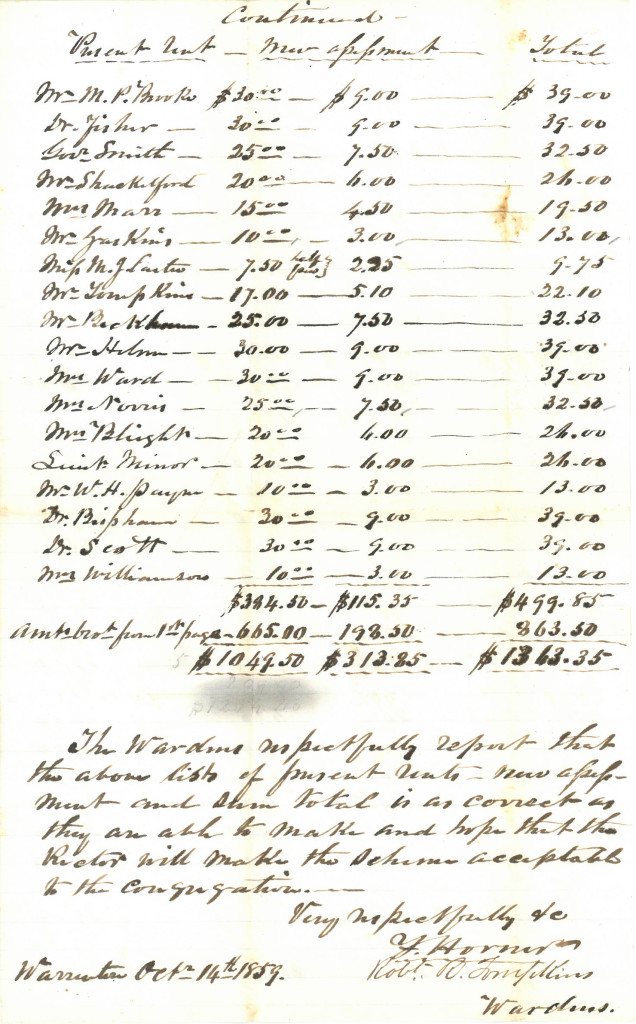 Continued -
Present Rent - New assessment - Total
Mr. M. P. Brooke $30.00 - $9.00 - $39.00
Dr. Fisher - 30.00 - 9.00 - 39.00
Govr. Smith - 25.00 - 7.50 - 32.50
Mr. Shackelford 20.00 - 6.00 - 26.00
Mrs Marr - 15.00 - 4.50 - 19.50
Mr. Gaskins - 10.00, - 3.00, - 13.00,
Miss M. J. - 7.50 {half pew} 2.25 - 9.75
Mr. Tompkins - 17.00 - 5.10 - 22.10
Mr. Beckham - 25.00 - 7.50 - 32.50
Mr. Helm - 30.00 - 9.00 - 39.00
Mrs Ward - 30.00 - 9.00 - 39.00
Mrs Norris - 25.00, - 7.50, - 32.50,
Mrs Blight - 20.00 6.00 - 26.00
Lieut. Minor - 20.00 - 6.00 - 26.00
Mr. W. H. Payne - 10.00 - 3.00 - 13.00
Dr. Bispham - 30.00 - 9.00 - 39.00
Dr. Scott - 30.00 - 9.00 - 39.00
Mrs Williamson - 10.00 - 3.00 - 13.00
$384.50 - $115.35 - $499.85
Amt. brot. from 1st page - 665.00 - 198.50 - 863.50
$1049.50 $313.85 - $1363.35
The Wardens respectfully report that
the above lists of present rents - new assess-
ment and sum total is as correct as
they are able to make and hope that the
Rector will make the scheme acceptable
to the congregation. -
Very respectfully &c
F. Horner
Warrenton Octr. 14th 1859. Robt. D. Tompkins
Wardens.